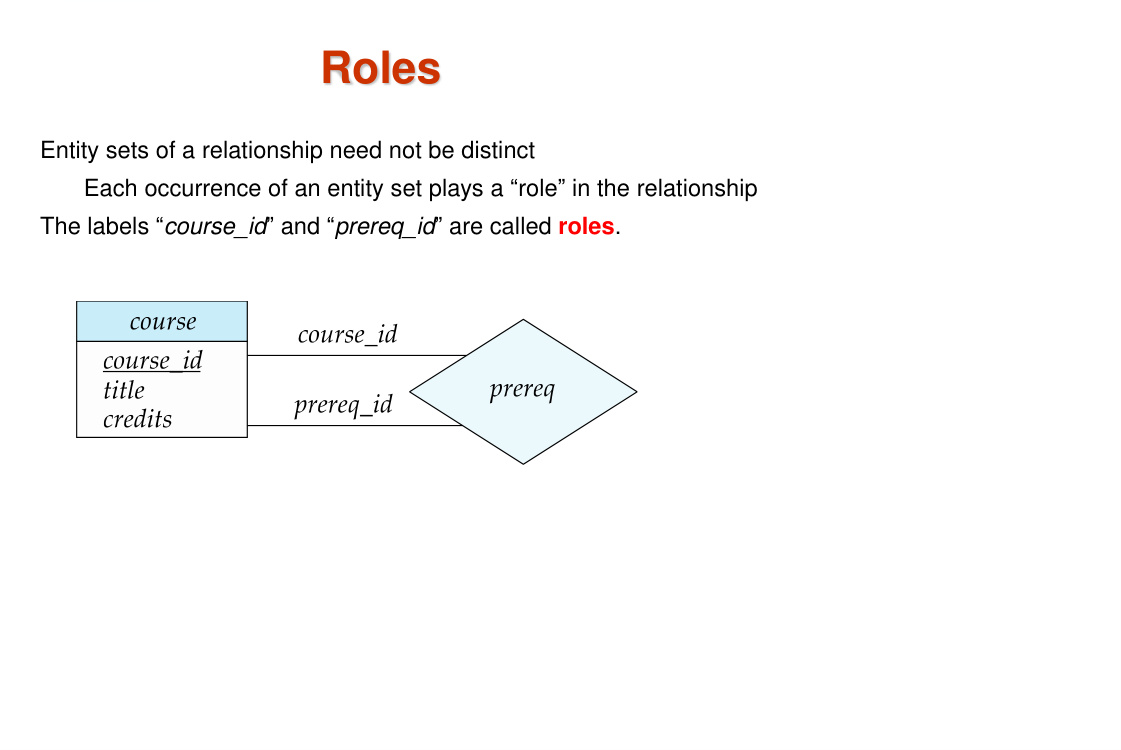 Roles
Entity sets of a relationship need not be distinct
Each occurrence of an entity set plays a “role” in the relationship
The labels “course_id” and “prereq_id” are called roles.
course
course_id
title
credits
course_id
prereq_id
prereq